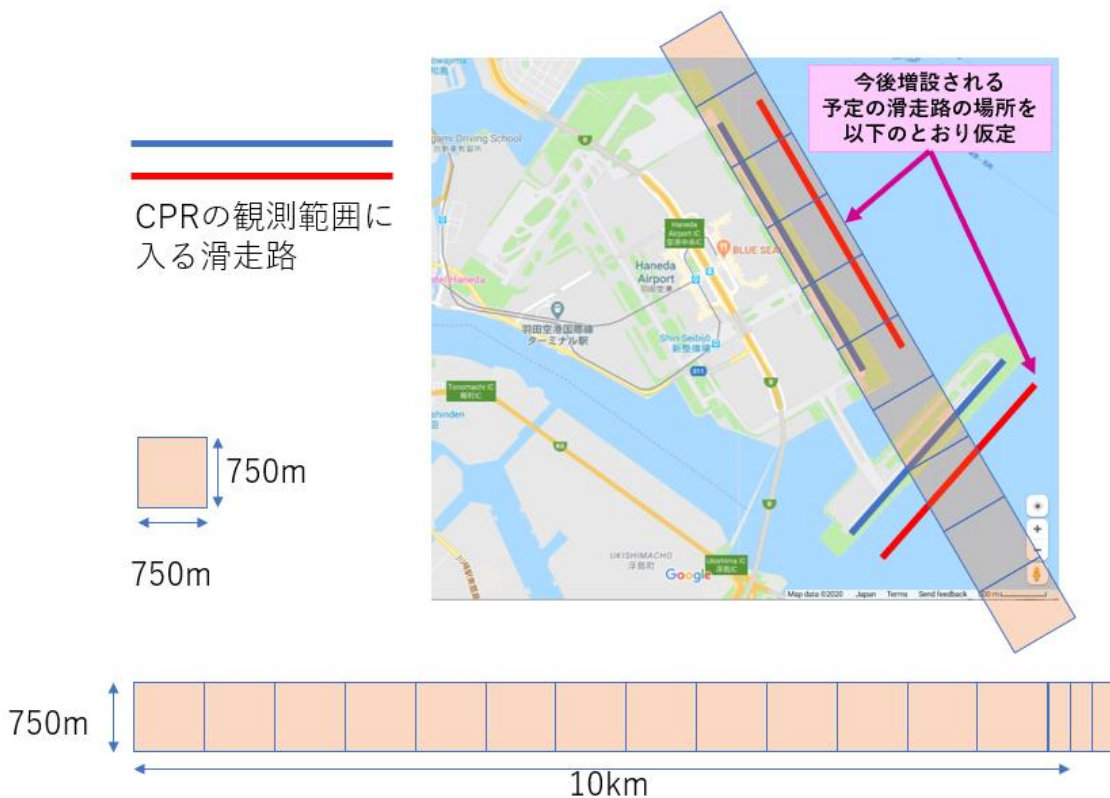 今後増設される
予定の滑走路の場所を
以下のとおり仮定
CPRの観測範囲に
入る滑走路
gami Driving School
Haneda
Airport IC
空港中央IC
BLUE SEAL
Haneda
Airport
羽田空港
羽田空港国際線
ターミナル駅
Shin Seibijō
新整備場
Tonomachi IC
殿町IC
750m
750m
UKISHIMACHO
浮島町
Ukishima IC
浮島IC
Google
Map data ©2020
Japan
Terms
Send feedback
750m
10km